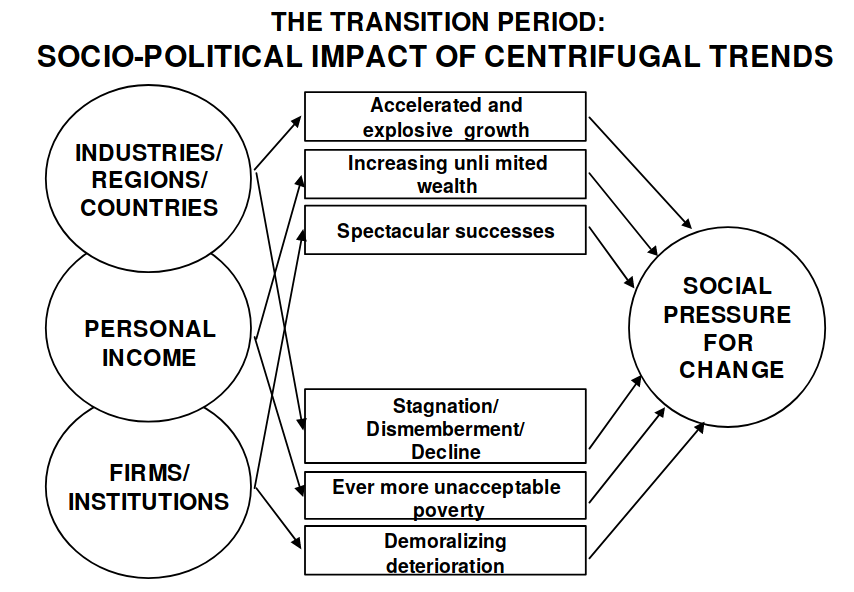 THE TRANSITION PERIOD:
SOCIO-POLITICAL IMPACT OF CENTRIFUGAL TRENDS
INDUSTRIES/
REGIONS/
COUNTRIES
PERSONAL
INCOME
FIRMS/
INSTITUTIONS
Accelerated and
explosive growth
Increasing unli mited
wealth
Spectacular successes
Stagnation/
Dismemberment/
Decline
Ever more unacceptable
poverty
Demoralizing
deterioration
SOCIAL
PRESSURE
FOR
CHANGE